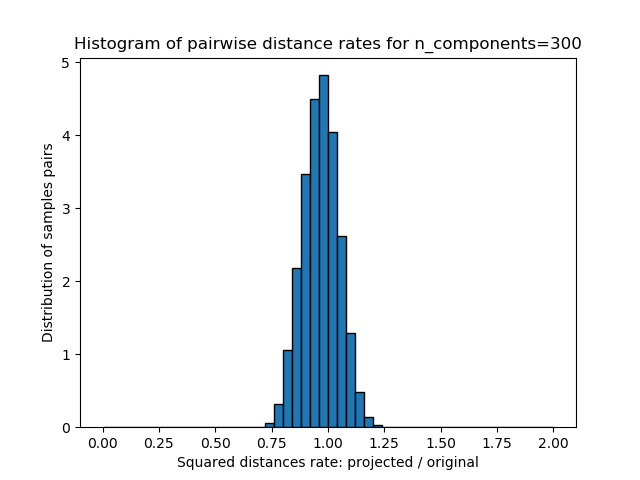 Histogram of pairwise distance rates for n_components=300
Distribution of samples pairs
5
4
3
2
1
0
0.00 0.25 0.50 0.75 1.00 1.25 1.50 1.75 2.00
Squared distances rate: projected / original